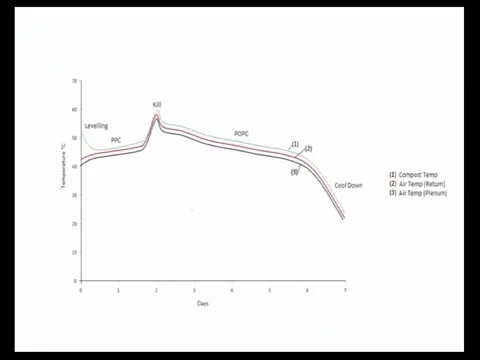 70
60
50
40
30
20
10
0
0 1 2 3 4 5 6 7
Temperature °C
Days
Levelling
PPC
Kill
POPC
(1)
(2)
(3)
Cool Down
(1) Compost Temp
(2) Air Temp (Return)
(3) Air Temp (Plenum)